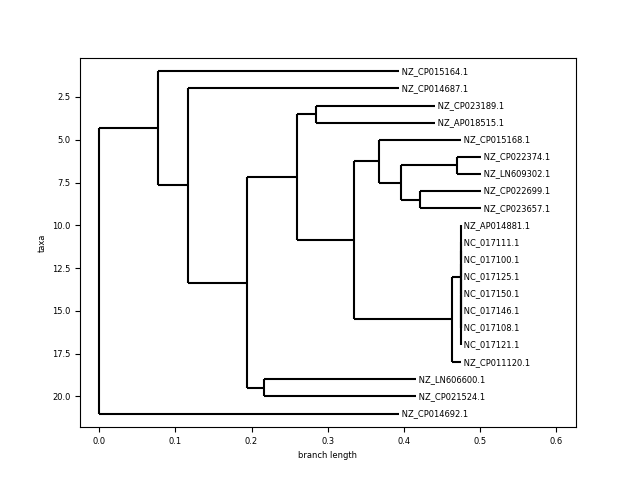 NZ_CP015164.1
NZ_CP014687.1
2.5
NZ_CP023189.1
NZ_AP018515.1
5.0
NZ_CP015168.1
NZ_CP022374.1
NZ_LN609302.1
7.5
NZ_CP022699.1
NZ_CP023657.1
10.0
NZ_AP014881.1
taxa
NC_017111.1
NC_017100.1
12.5
NC_017125.1
NC_017150.1
15.0
NC_017146.1
NC_017108.1
NC_017121.1
17.5
NZ_CP011120.1
NZ_LN606600.1
20.0
NZ_CP021524.1
NZ_CP014692.1
0.0 0.1 0.2 0.3 0.4 0.5 0.6
branch length